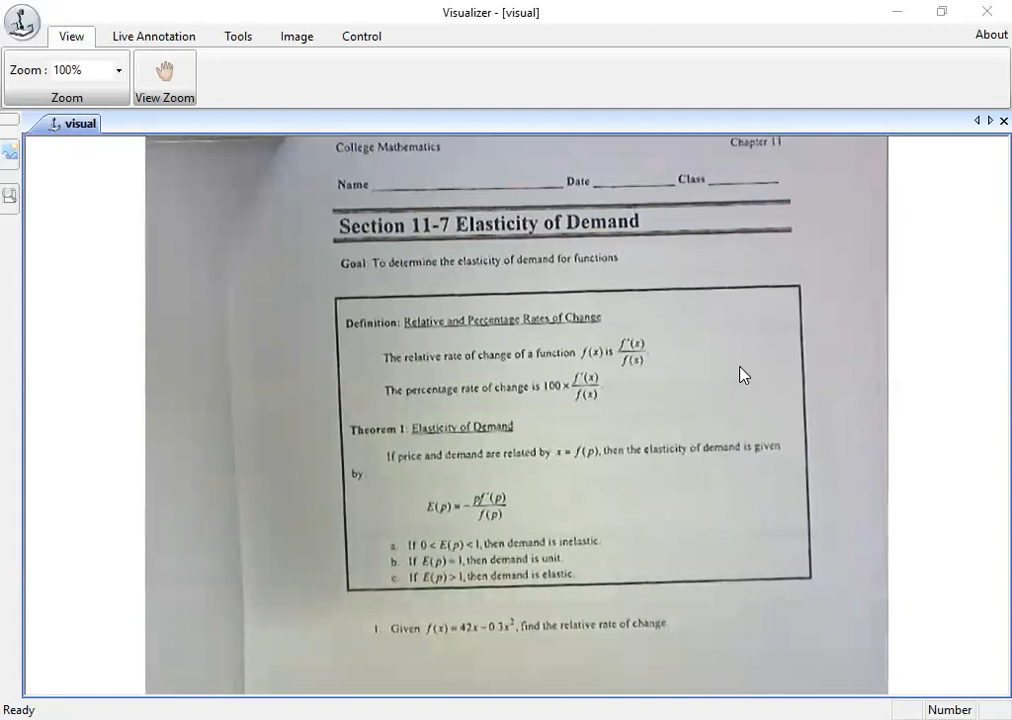 Visualizer - [visual]
View Live Annotation Tools Image Control About
Zoom : 100%
Zoom View Zoom
visual
College Mathematics Chapter 11
Name ____________ Date ________ Class ________
Section 11-7 Elasticity of Demand
Goal: To determine the elasticity of demand for functions
Definition: Relative and Percentage Rates of Change
The relative rate of change of a function f(x) is f′(x)/f(x)
The percentage rate of change is 100 × f′(x)/f(x)
Theorem 1: Elasticity of Demand
If price and demand are related by x = f(p), then the elasticity of demand is given
by
E(p) = − pf′(p)/f(p)
a. If 0 < E(p) < 1, then demand is inelastic.
b. If E(p) = 1, then demand is unit.
c. If E(p) > 1, then demand is elastic.
1. Given f(x) = 42x − 0.3x², find the relative rate of change.
Ready Number